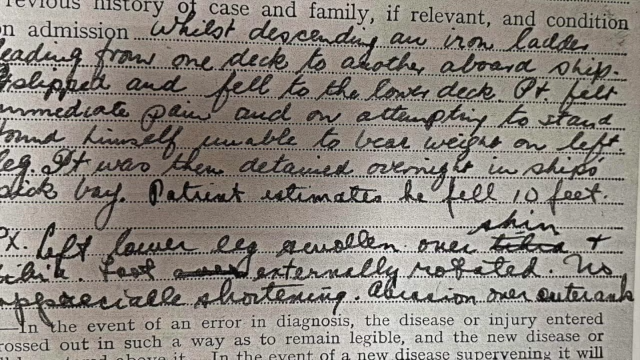 revious history of case and family, if relevant, and condition
n admission Whilst descending an iron ladder
leading from one deck to another aboard ship.
slipped and fell to the lower deck. Pt felt
mmediate pain and on attempting to stand
found himself unable to bear weight on left
leg. Pt was then detained overnight in ships
sick bay. Patient estimates he fell 10 feet.
shin
Px. Left lower leg swollen over tibia +
tibia. Foot externally rotated. No
appreciable shortening. Abrasion over
—In the event of an error in diagnosis, the disease or injury entered
rossed out in such a way as to remain legible, and the new disease or
above it. In the event of a new disease supervening it will